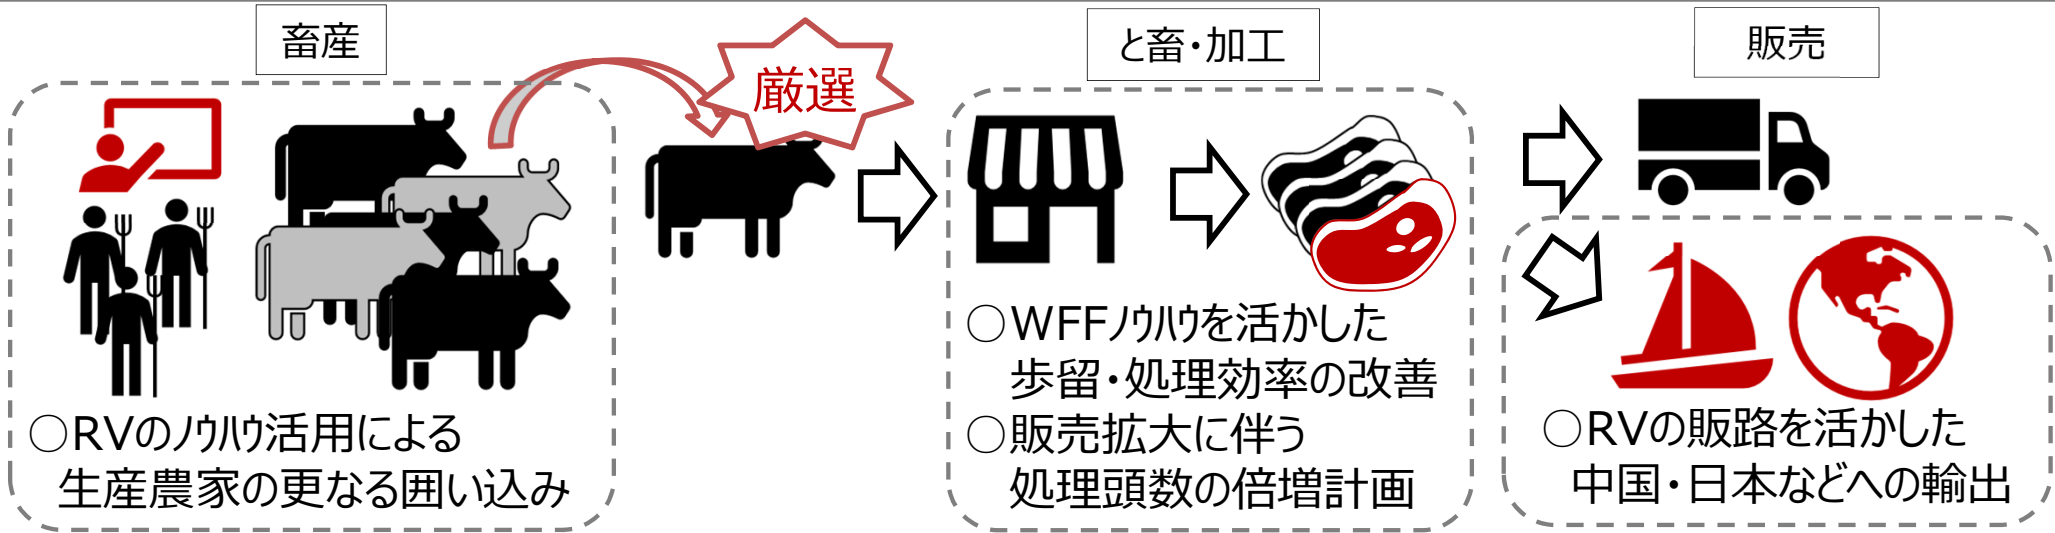 畜産
厳選
と畜・加工
販売
○RVのノウハウ活用による
生産農家の更なる囲い込み
○WFFノウハウを活かした
歩留・処理効率の改善
○販売拡大に伴う
処理頭数の倍増計画
○RVの販路を活かした
中国・日本などへの輸出